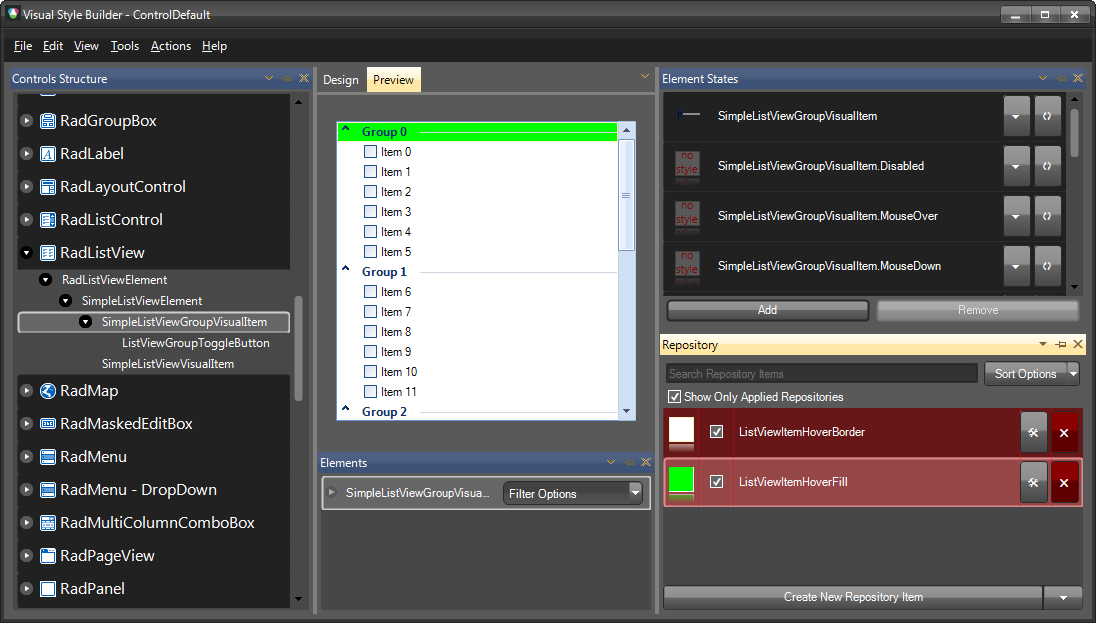 Visual Style Builder - ControlDefault
File Edit View Tools Actions Help
Controls Structure
RadGroupBox
RadLabel
RadLayoutControl
RadListControl
RadListView
RadListViewElement
SimpleListViewElement
SimpleListViewGroupVisualItem
ListViewGroupToggleButton
SimpleListViewVisualItem
RadMap
RadMaskedEditBox
RadMenu
RadMenu - DropDown
RadMultiColumnComboBox
RadPageView
RadPanel
Design Preview
Group 0
Item 0
Item 1
Item 2
Item 3
Item 4
Item 5
Group 1
Item 6
Item 7
Item 8
Item 9
Item 10
Item 11
Group 2
Elements
SimpleListViewGroupVisua... Filter Options
Element States
SimpleListViewGroupVisualItem
no style SimpleListViewGroupVisualItem.Disabled
no style SimpleListViewGroupVisualItem.MouseOver
no style SimpleListViewGroupVisualItem.MouseDown
Add Remove
Repository
Search Repository Items Sort Options
Show Only Applied Repositories
ListViewItemHoverBorder
ListViewItemHoverFill
Create New Repository Item